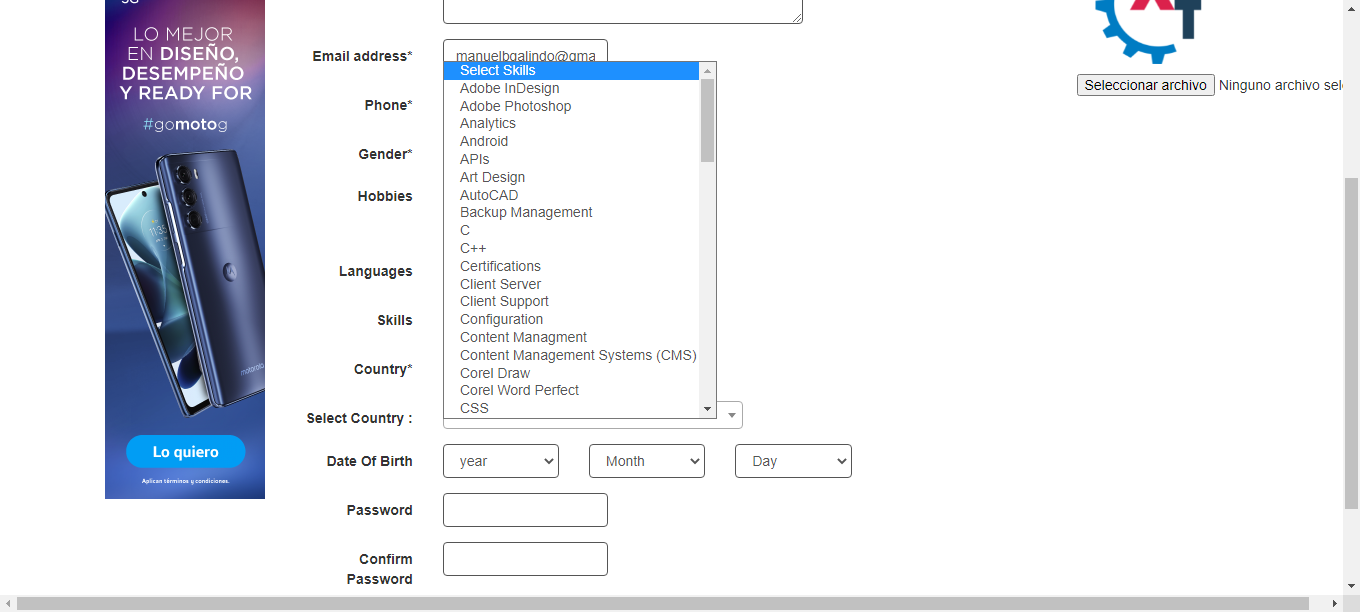 LO MEJOR
EN DISEÑO,
DESEMPEÑO
Y READY FOR
#gomotog
11:35
motorola
Lo quiero
Aplican términos y condiciones.
Email address*
manuelbgalindo@gma
Phone*
Gender*
Hobbies
Languages
Skills
Country*
Select Country :
Select Skills
Adobe InDesign
Adobe Photoshop
Analytics
Android
APIs
Art Design
AutoCAD
Backup Management
C
C++
Certifications
Client Server
Client Support
Configuration
Content Managment
Content Management Systems (CMS)
Corel Draw
Corel Word Perfect
CSS
Date Of Birth
year
Month
Day
Password
Confirm
Password
Seleccionar archivo
Ninguno archivo sel